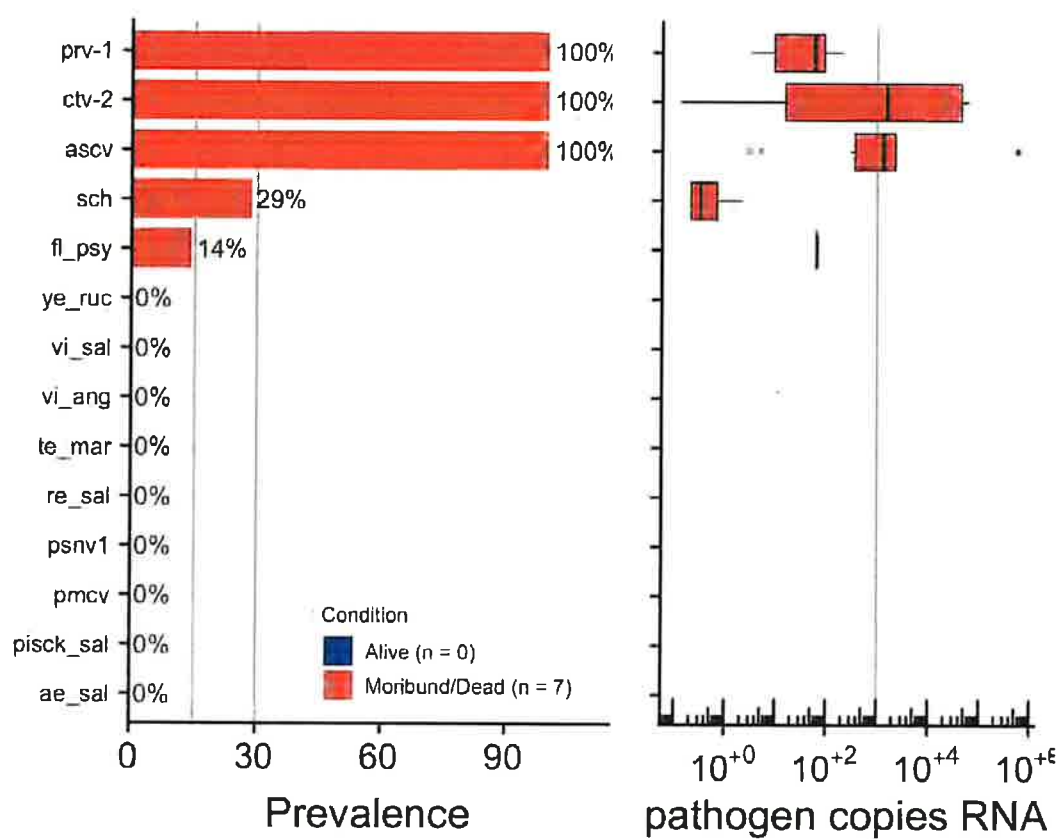 prv-1 100%
ctv-2 100%
ascv 100%
sch 29%
fl_psy 14%
ye_ruc 0%
vi_sal 0%
vi_ang 0%
te_mar 0%
re_sal 0%
psnv1 0%
pmcv 0%
pisck_sal 0%
ae_sal 0%
Condition
Alive (n = 0)
Moribund/Dead (n = 7)
0 30 60 90
Prevalence
10+0 10+2 10+4
pathogen copies RNA